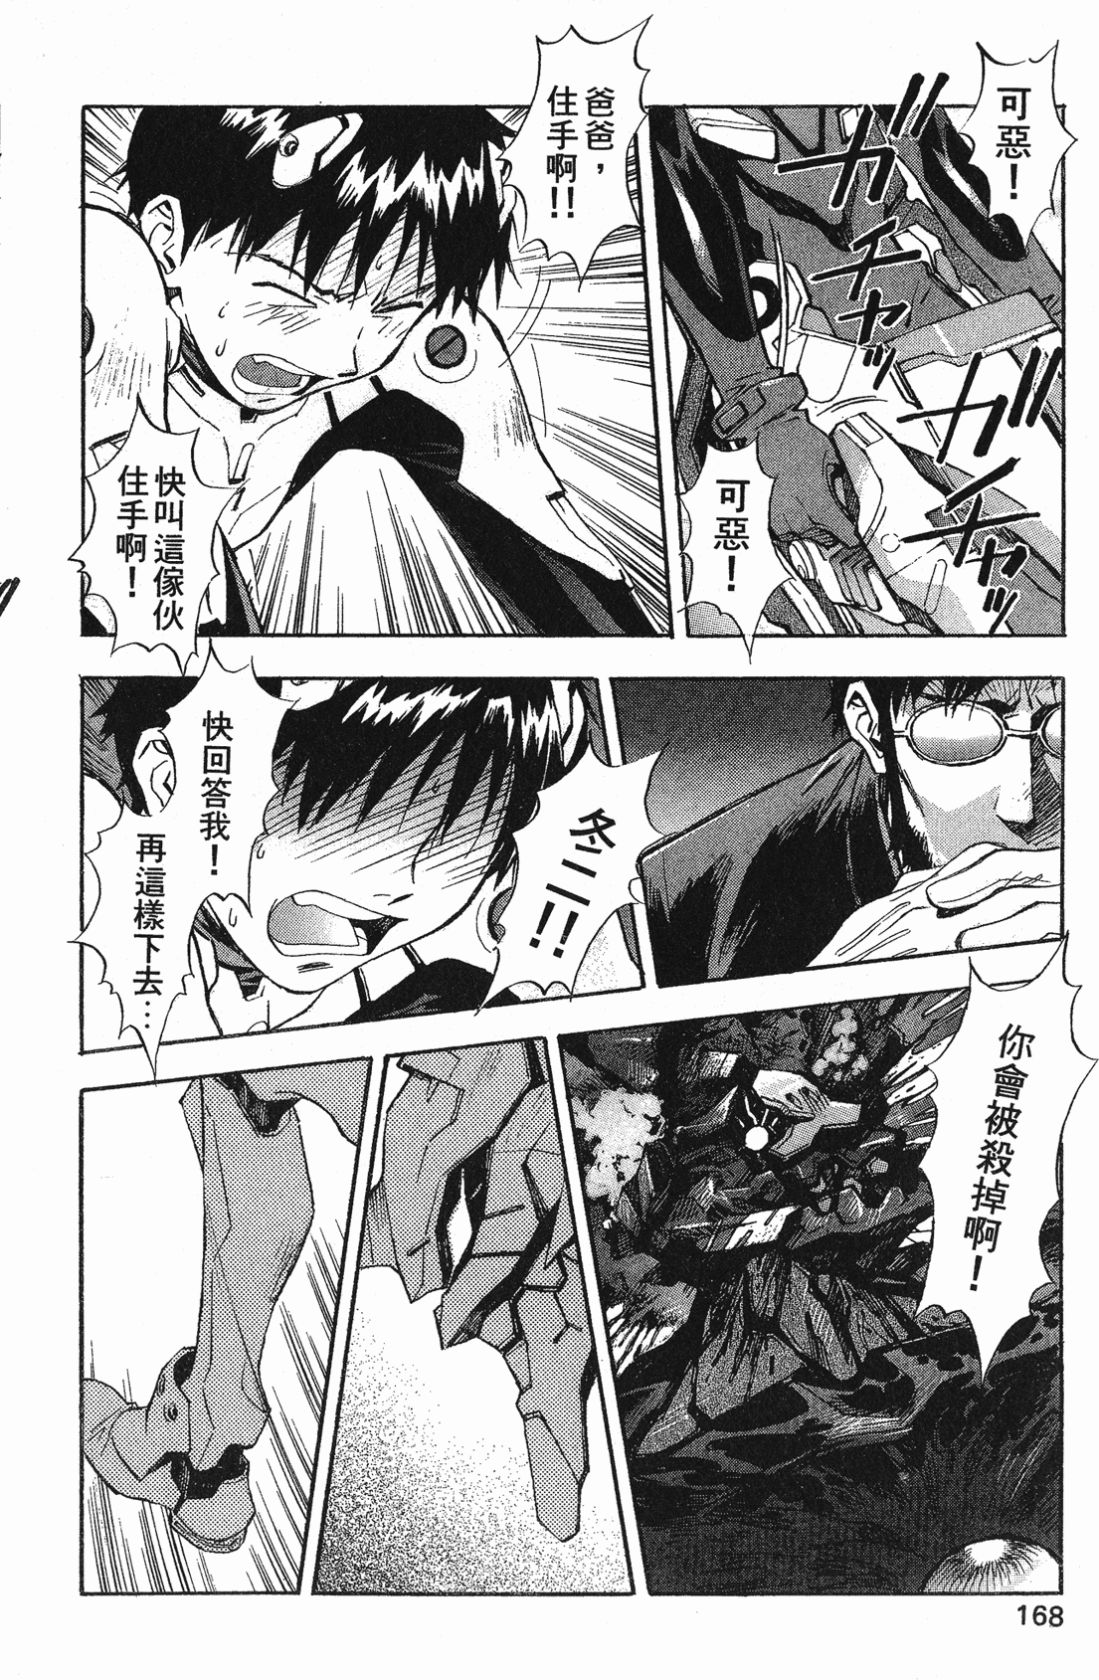 可惡！
ガチャッ
ガチャッ
可惡！
爸爸，
住手啊！！
快叫這傢伙
住手啊！
冬二！！
快回答我！
再這樣下去…
你會被殺掉啊！
168